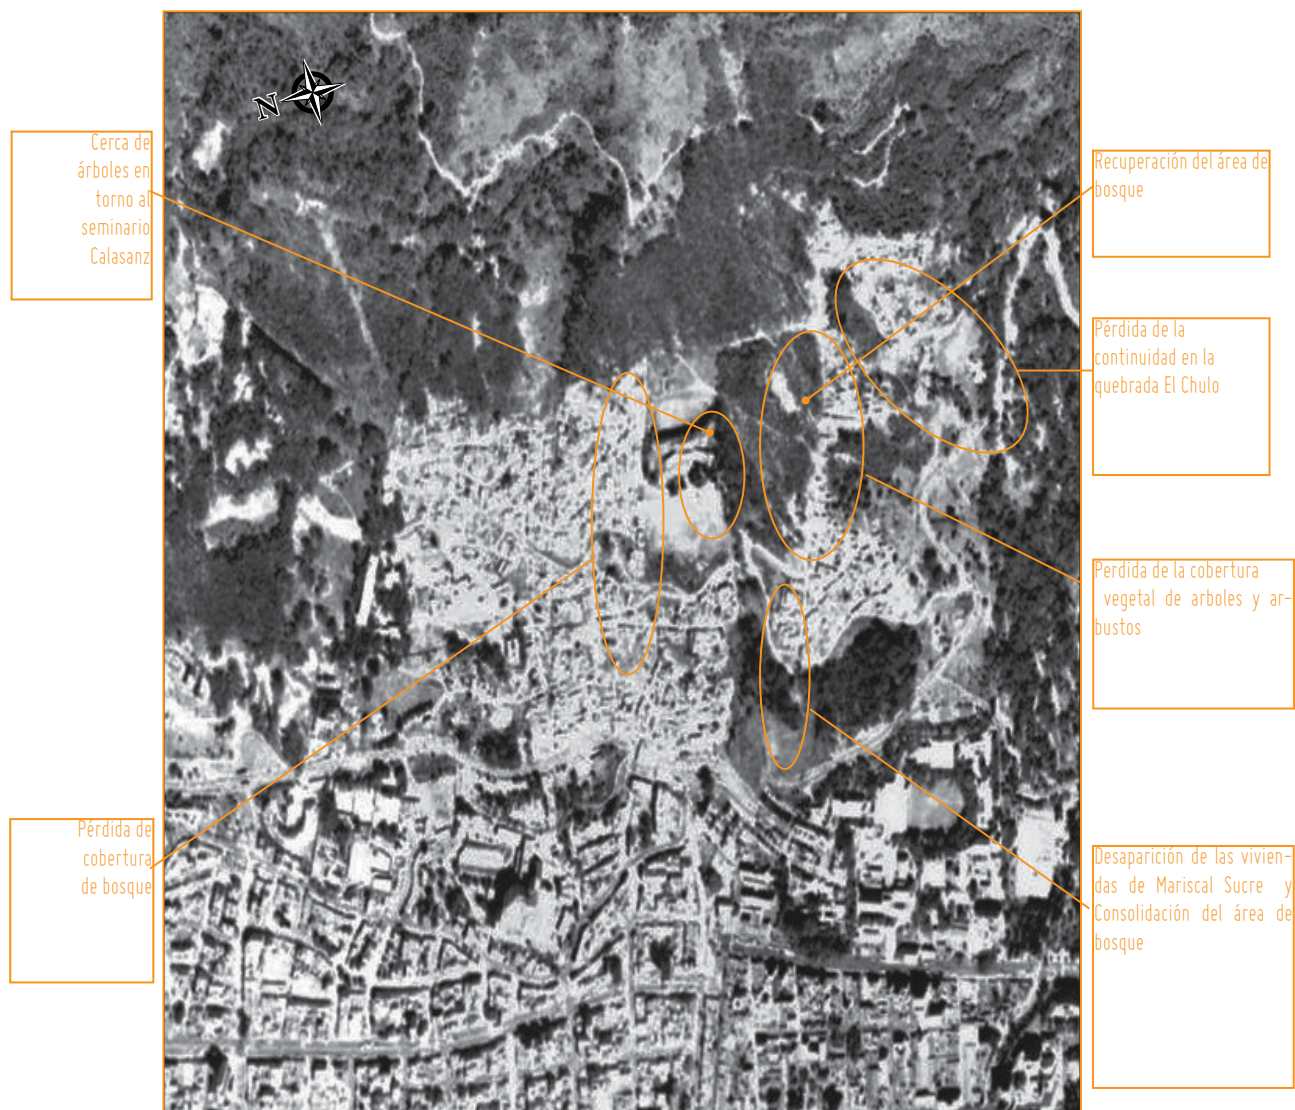 N
Cerca de
árboles en
torno al
seminario
Calasanz
Pérdida de
cobertura
de bosque
Recuperación del área de
bosque
Pérdida de la
continuidad en la
quebrada El Chulo
Perdida de la cobertura
vegetal de arboles y ar-
bustos
Desaparición de las vivien-
das de Mariscal Sucre y
Consolidación del área de
bosque